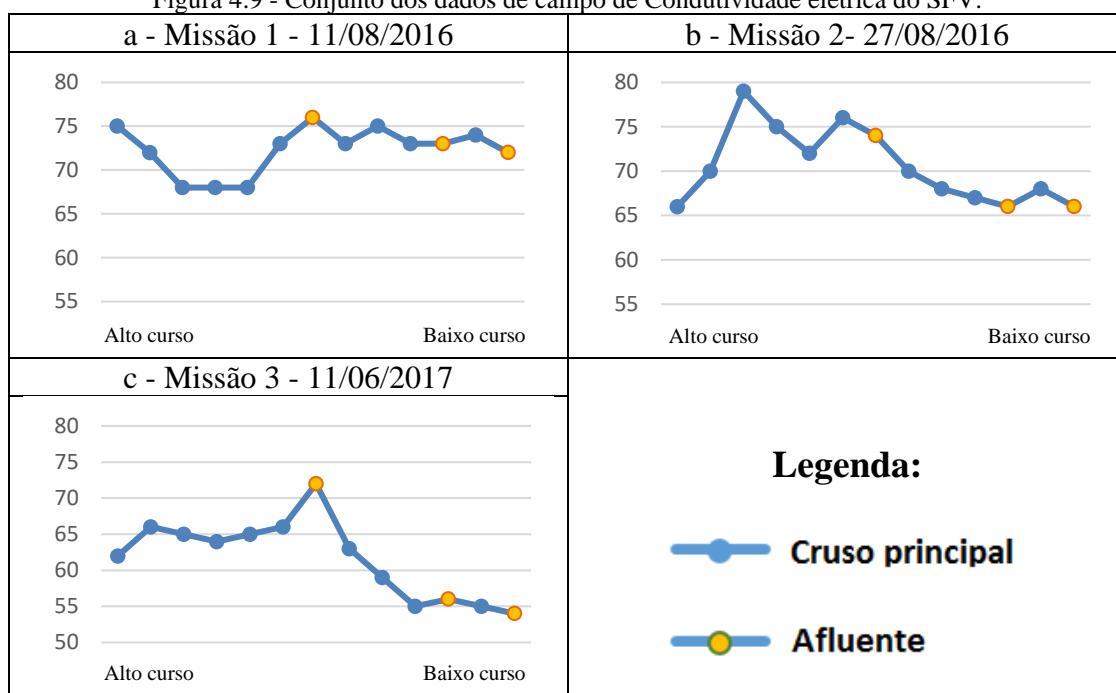 Figura 4.9 - Conjunto dos dados de campo de Condutividade elétrica do SFV.
a - Missão 1 - 11/08/2016
80
75
70
65
60
55
Alto curso Baixo curso
b - Missão 2- 27/08/2016
80
75
70
65
60
55
Alto curso Baixo curso
c - Missão 3 - 11/06/2017
80
75
70
65
60
55
50
Alto curso Baixo curso
Legenda:
Cruso principal
Afluente